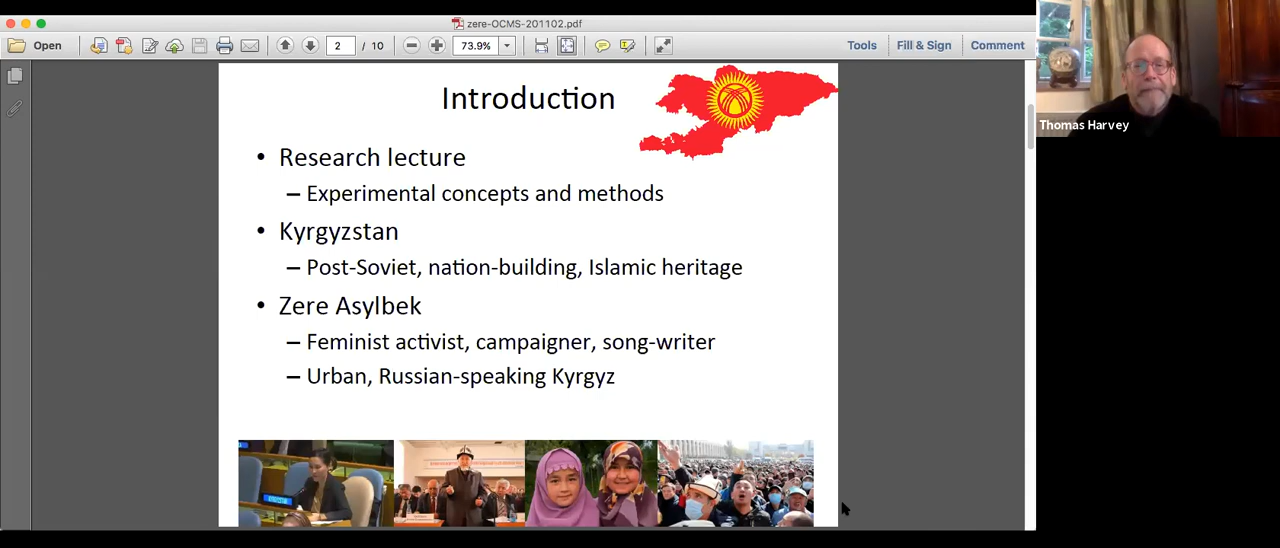 zere-OCMS-201102.pdf
Open
2 / 10
73.9%
Tools
Fill & Sign
Comment
Introduction
• Research lecture
– Experimental concepts and methods
• Kyrgyzstan
– Post-Soviet, nation-building, Islamic heritage
• Zere Asylbek
– Feminist activist, campaigner, song-writer
– Urban, Russian-speaking Kyrgyz
Thomas Harvey